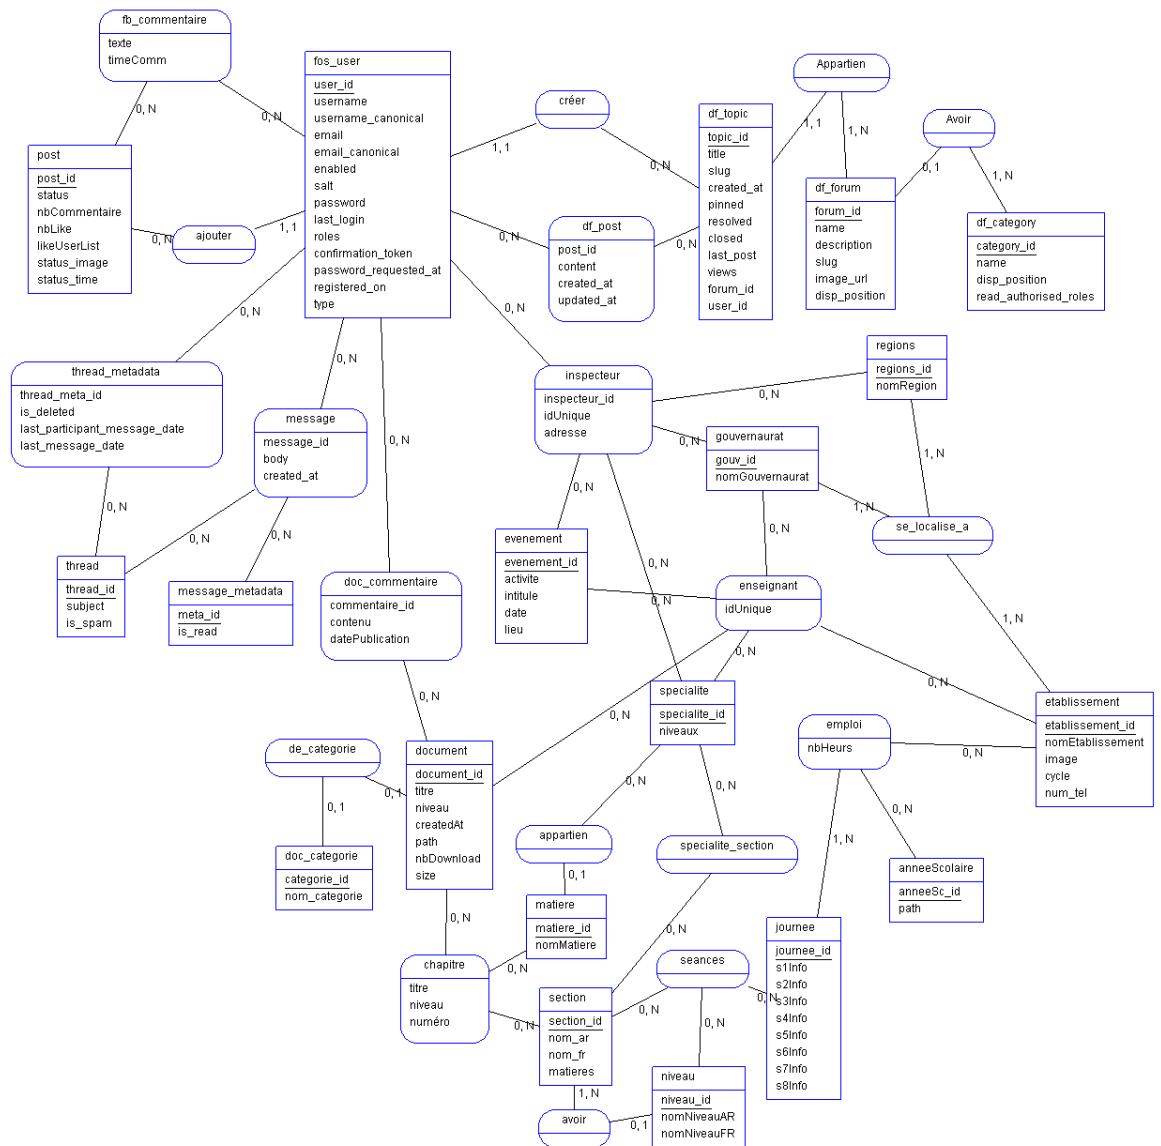 fb_commentaire
texte
timeComm
0, N
0, N
fos_user
user_id
username
username_canonical
email
email_canonical
enabled
salt
password
last_login
roles
confirmation_token
password_requested_at
registered_on
type
créer
1, 1
0, N
df_topic
topic_id
title
slug
created_at
pinned
resolved
closed
last_post
views
forum_id
user_id
Appartien
1, 1
1, N
Avoir
0, 1
1, N
df_forum
forum_id
name
description
slug
image_url
disp_position
df_category
category_id
name
disp_position
read_authorised_roles
post
post_id
status
nbCommentaire
nbLike
likeUserList
status_image
status_time
0, N
ajouter
1, 1
0, N
df_post
post_id
content
created_at
updated_at
0, N
0, N
0, N
0, N
0, N
thread_metadata
thread_meta_id
is_deleted
last_participant_message_date
last_message_date
message
message_id
body
created_at
inspecteur
inspecteur_id
idUnique
adresse
0, N
regions
regions_id
nomRegion
0, N
gouvernaurat
gouv_id
nomGouvernaurat
1, N
1, N
se_localise_a
0, N
0, N
0, N
0, N
0, N
thread
thread_id
subject
is_spam
message_metadata
meta_id
is_read
doc_commentaire
commentaire_id
contenu
datePublication
evenement
evenement_id
activite
intitule
date
lieu
0, N
0, N
enseignant
idUnique
1, N
0, N
0, N
0, N
0, N
specialite
specialite_id
niveaux
etablissement
etablissement_id
nomEtablissement
image
cycle
num_tel
emploi
nbHeurs
0, N
de_categorie
0, 1
0, 1
document
document_id
titre
niveau
createdAt
path
nbDownload
size
0, N
0, N
1, N
0, N
doc_categorie
categorie_id
nom_categorie
appartien
0, 1
specialite_section
anneeScolaire
anneeSc_id
path
matiere
matiere_id
nomMatiere
0, N
0, N
0, N
journee
journee_id
s1Info
s2Info
s3Info
s4Info
s5Info
s6Info
s7Info
s8Info
chapitre
titre
niveau
numéro
0, N
seances
0, N
0, N
0, N
section
section_id
nom_ar
nom_fr
matieres
1, N
avoir
0, 1
niveau
niveau_id
nomNiveauAR
nomNiveauFR